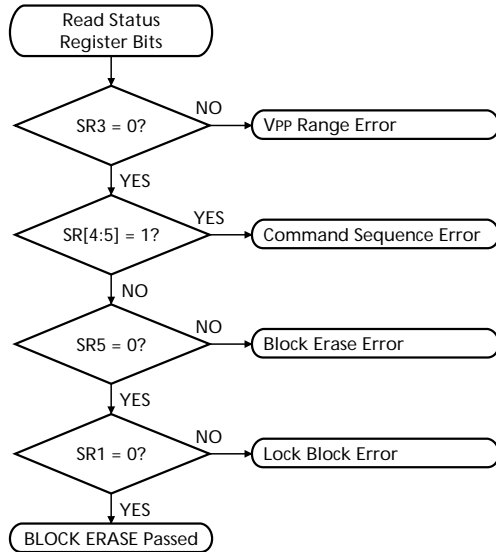 Read Status
Register Bits
SR3 = 0?
NO
VPP Range Error
YES
SR[4:5] = 1?
YES
Command Sequence Error
NO
SR5 = 0?
NO
Block Erase Error
YES
SR1 = 0?
NO
Lock Block Error
YES
BLOCK ERASE Passed